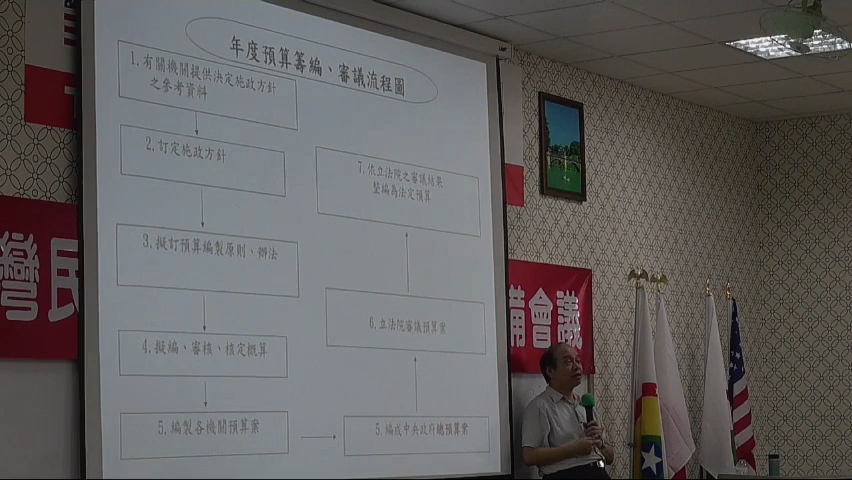 年度預算籌編、審議流程圖
1.有關機關提供決定施政方針
之參考資料
2.訂定施政方針
3.擬訂預算編製原則、辦法
4.擬編、審核、核定概算
5.編製各機關預算案
5.編成中央政府總預算案
6.立法院審議預算案
7.依立法院之審議結果
整編為法定預算
灣民
備會議